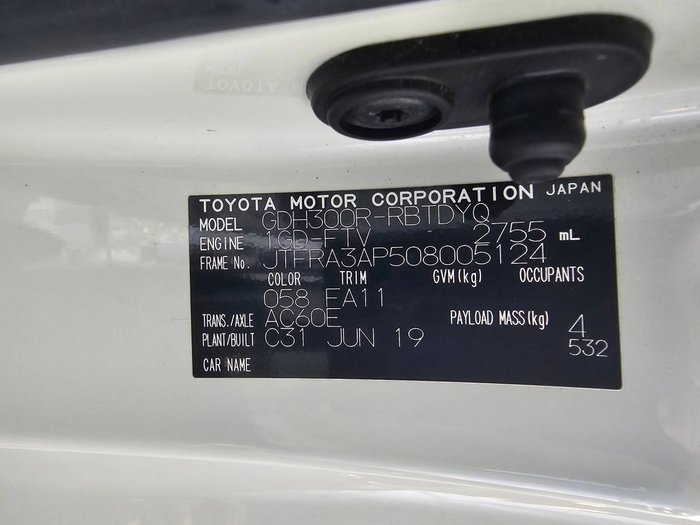 TOYOTA MOTOR CORPORATION JAPAN
MODEL GDH300R-RBTDYQ
ENGINE 1GD-FTV 2755 mL
FRAME No. JTFRA3AP508005124
COLOR TRIM GVM(kg) OCCUPANTS
058 EA11
TRANS./AXLE AC60E PAYLOAD MASS(kg) 4
PLANT/BUILT C31 JUN 19 532
CAR NAME